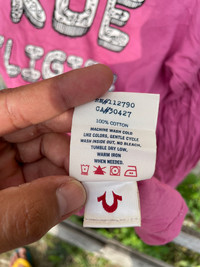 RN#112790
CA#30427
100% COTTON
MACHINE WASH COLD
LIKE COLORS, GENTLE CYCLE
WASH INSIDE OUT, NO BLEACH,
TUMBLE DRY LOW,
WARM IRON
WHEN NEEDED.